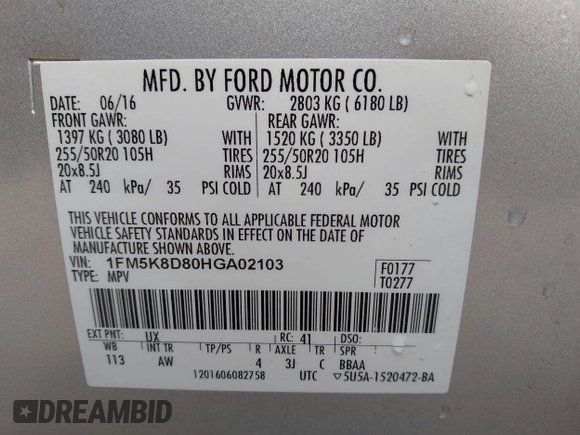 MFD. BY FORD MOTOR CO.
DATE: 06/16 GVWR: 2803 KG ( 6180 LB)
FRONT GAWR: REAR GAWR:
1397 KG ( 3080 LB) WITH 1520 KG ( 3350 LB) WITH
255/50R20 105H TIRES 255/50R20 105H TIRES
20x8.5J RIMS 20x8.5J RIMS
AT 240 kPa/ 35 PSI COLD AT 240 kPa/ 35 PSI COLD
THIS VEHICLE CONFORMS TO ALL APPLICABLE FEDERAL MOTOR
VEHICLE SAFETY STANDARDS IN EFFECT ON THE DATE OF
MANUFACTURE SHOWN ABOVE.
VIN: 1FM5K8D80HGA02103 F0177
TYPE: MPV T0277
EXT PNT: UX RC: 41 DSO:
WB INT TR TP/PS R AXLE TR SPR
113 AW 4 3J C BBAA
1201606082758 UTC 5U5A-1520472-BA
DREAMBID